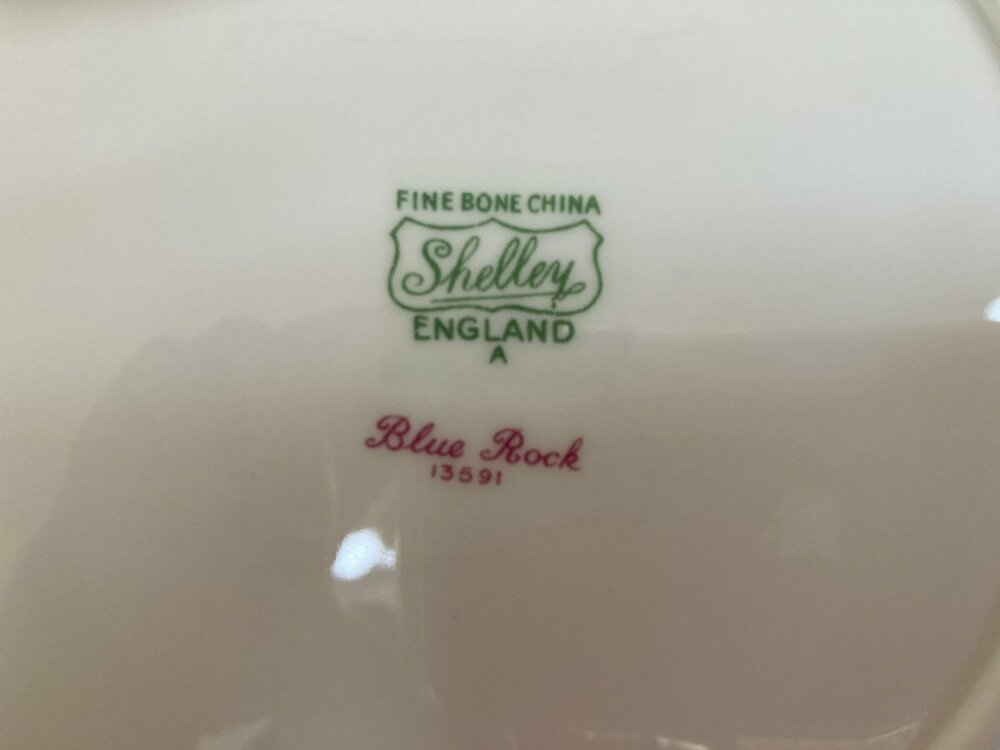 FINE BONE CHINA
Shelley
ENGLAND
A
Blue Rock
13591